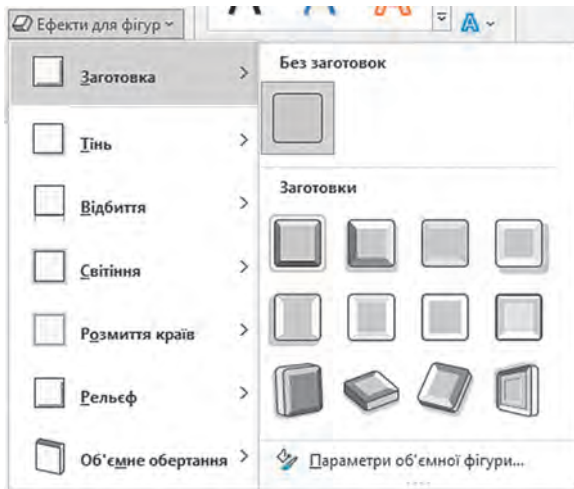 Ефекти для фігур
Заготовка
Тінь
Відбиття
Світіння
Розмиття країв
Рельєф
Об'ємне обертання
Без заготовок
Заготовки
Параметри об'ємної фігури...